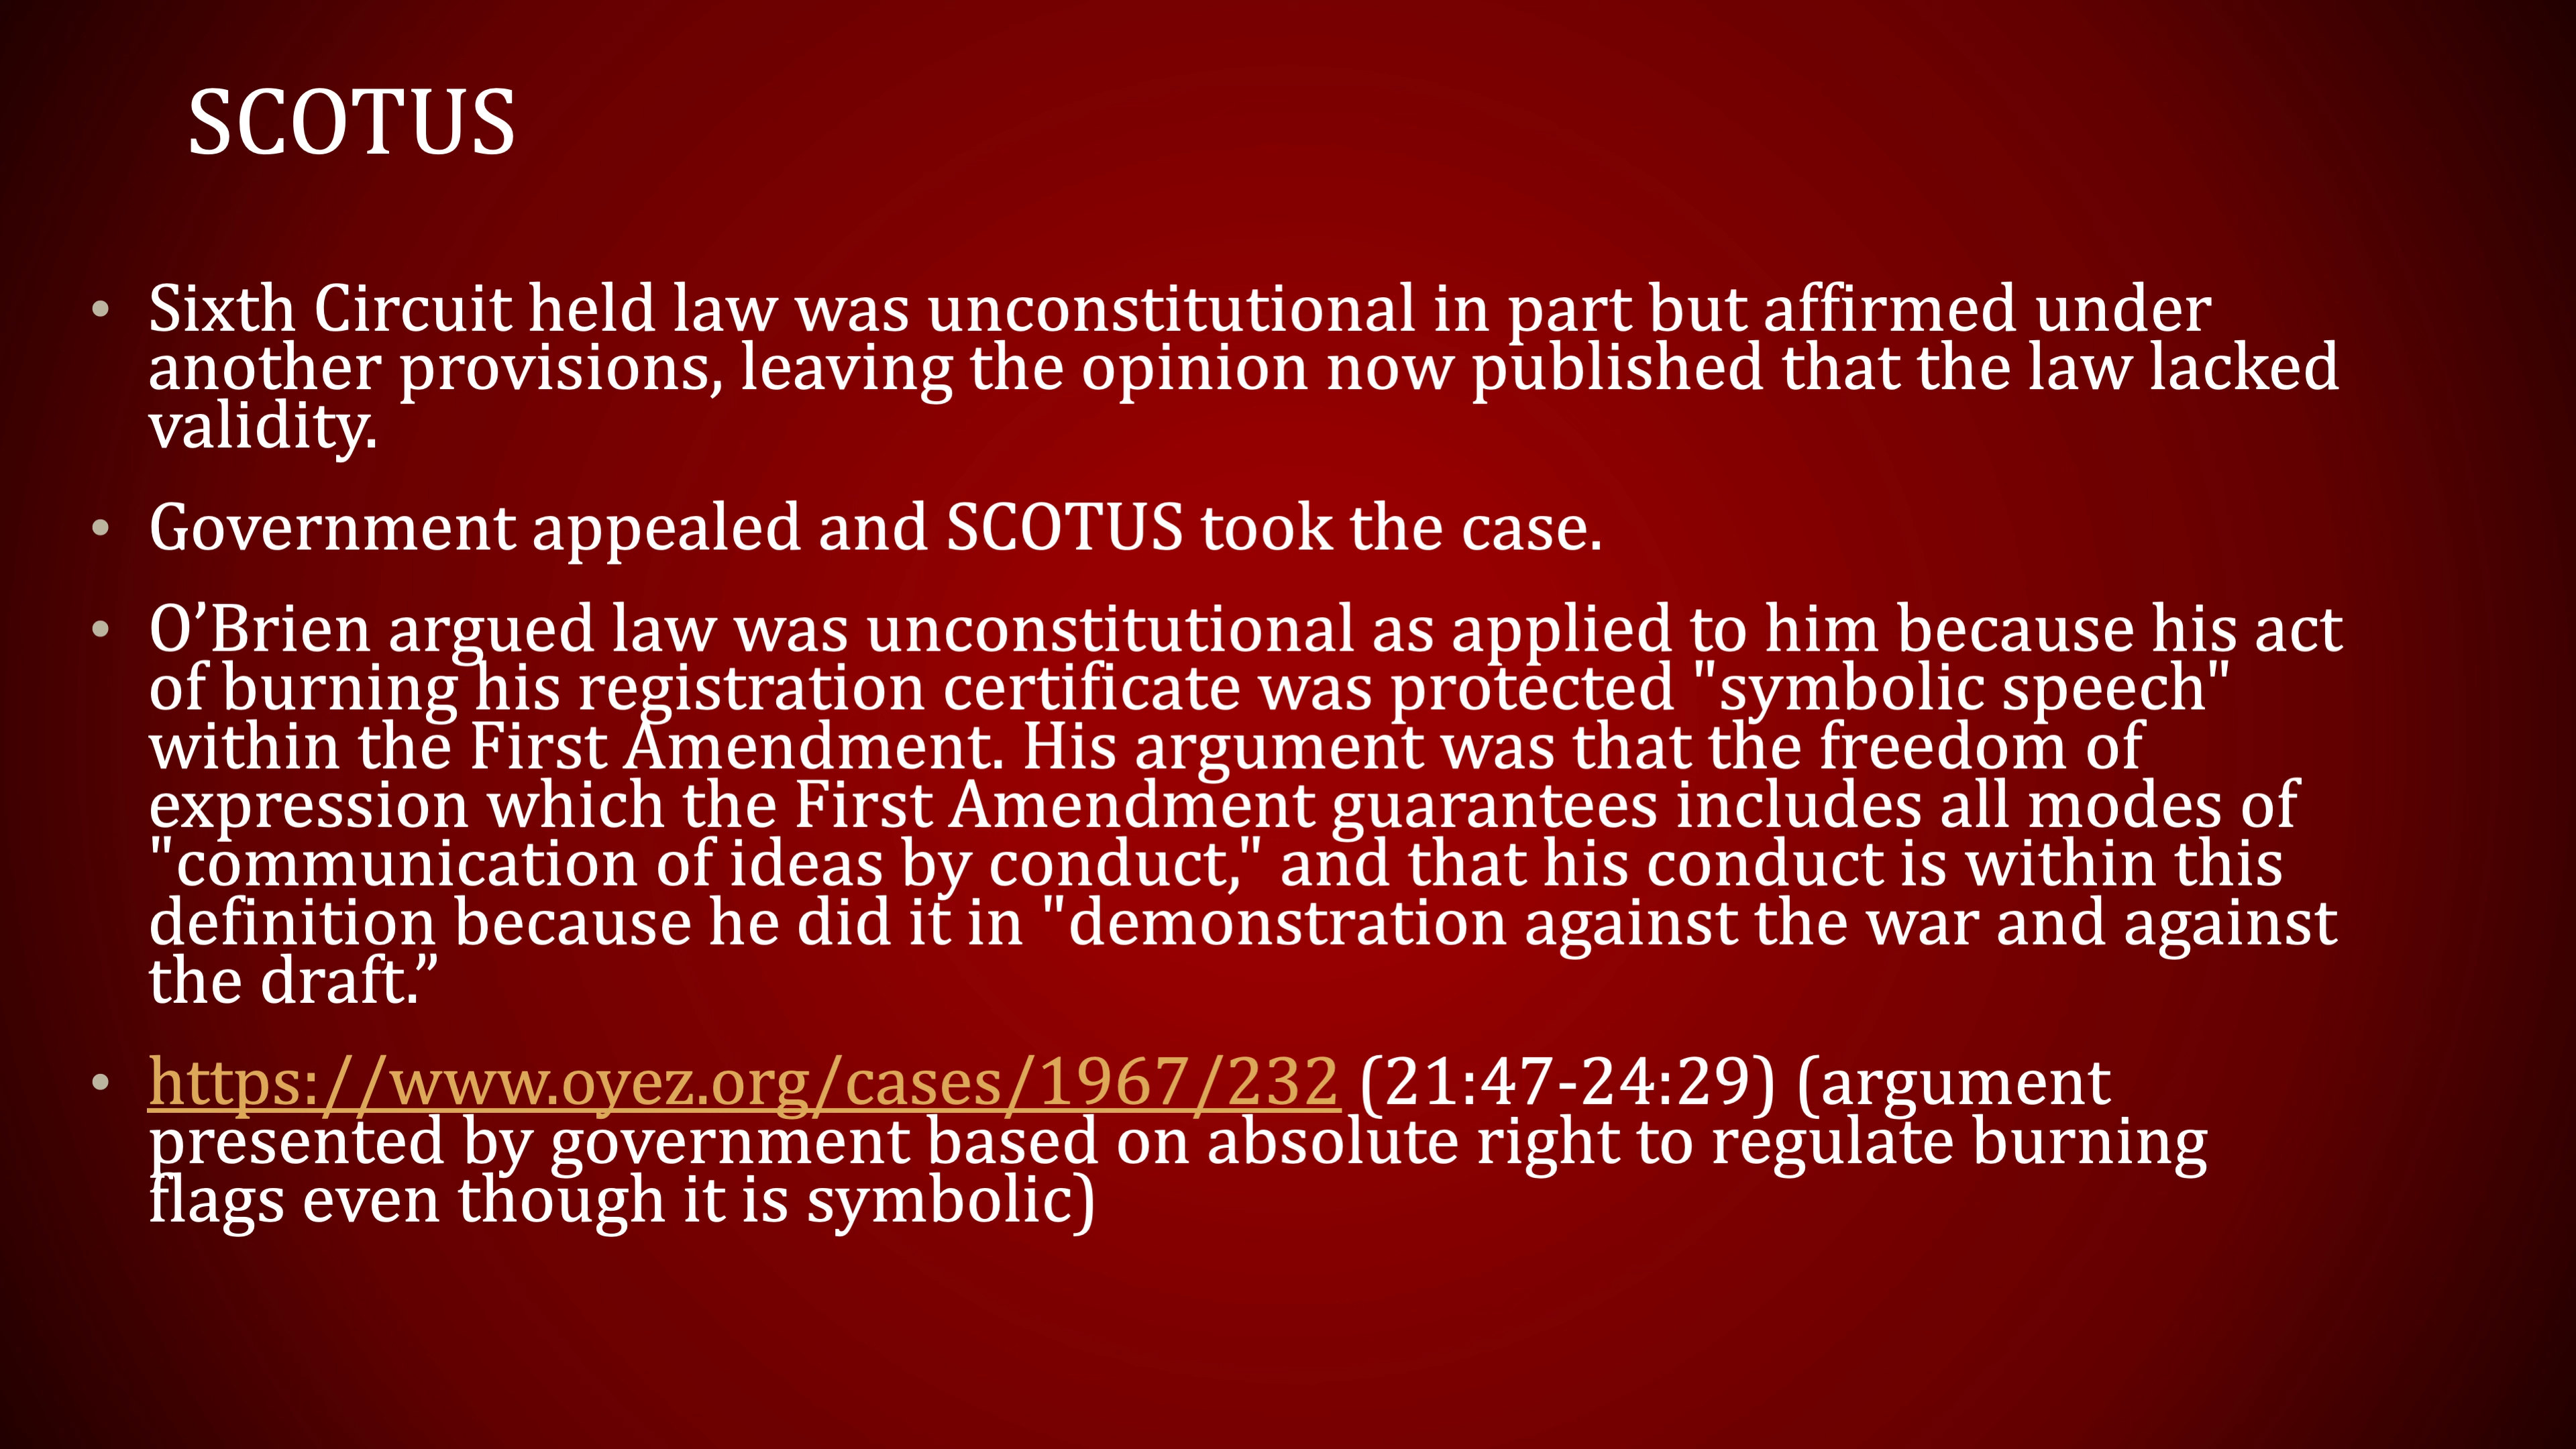 SCOTUS
• Sixth Circuit held law was unconstitutional in part but affirmed under
another provisions, leaving the opinion now published that the law lacked
validity.
• Government appealed and SCOTUS took the case.
• O’Brien argued law was unconstitutional as applied to him because his act
of burning his registration certificate was protected "symbolic speech"
within the First Amendment. His argument was that the freedom of
expression which the First Amendment guarantees includes all modes of
"communication of ideas by conduct," and that his conduct is within this
definition because he did it in "demonstration against the war and against
the draft.”
• https://www.oyez.org/cases/1967/232 (21:47-24:29) (argument
presented by government based on absolute right to regulate burning
flags even though it is symbolic)